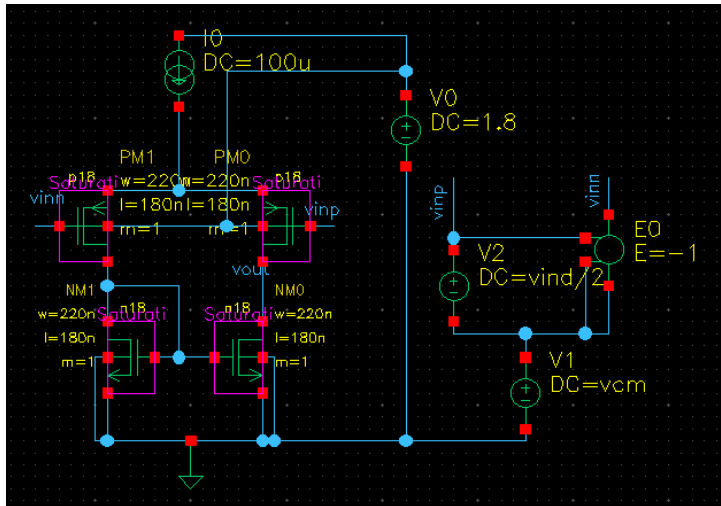 I0
DC=100u
V0
DC=1.8
PM1
PM0
p18
p18
Saturati
Saturati
w=220n
w=220n
l=180n
l=180n
m=1
m=1
vinn
vinp
vout
NM1
NM0
n18
n18
Saturati
Saturati
w=220n
w=220n
l=180n
l=180n
m=1
m=1
vinp
vinn
E0
E=-1
V2
DC=vind/2
V1
DC=vcm